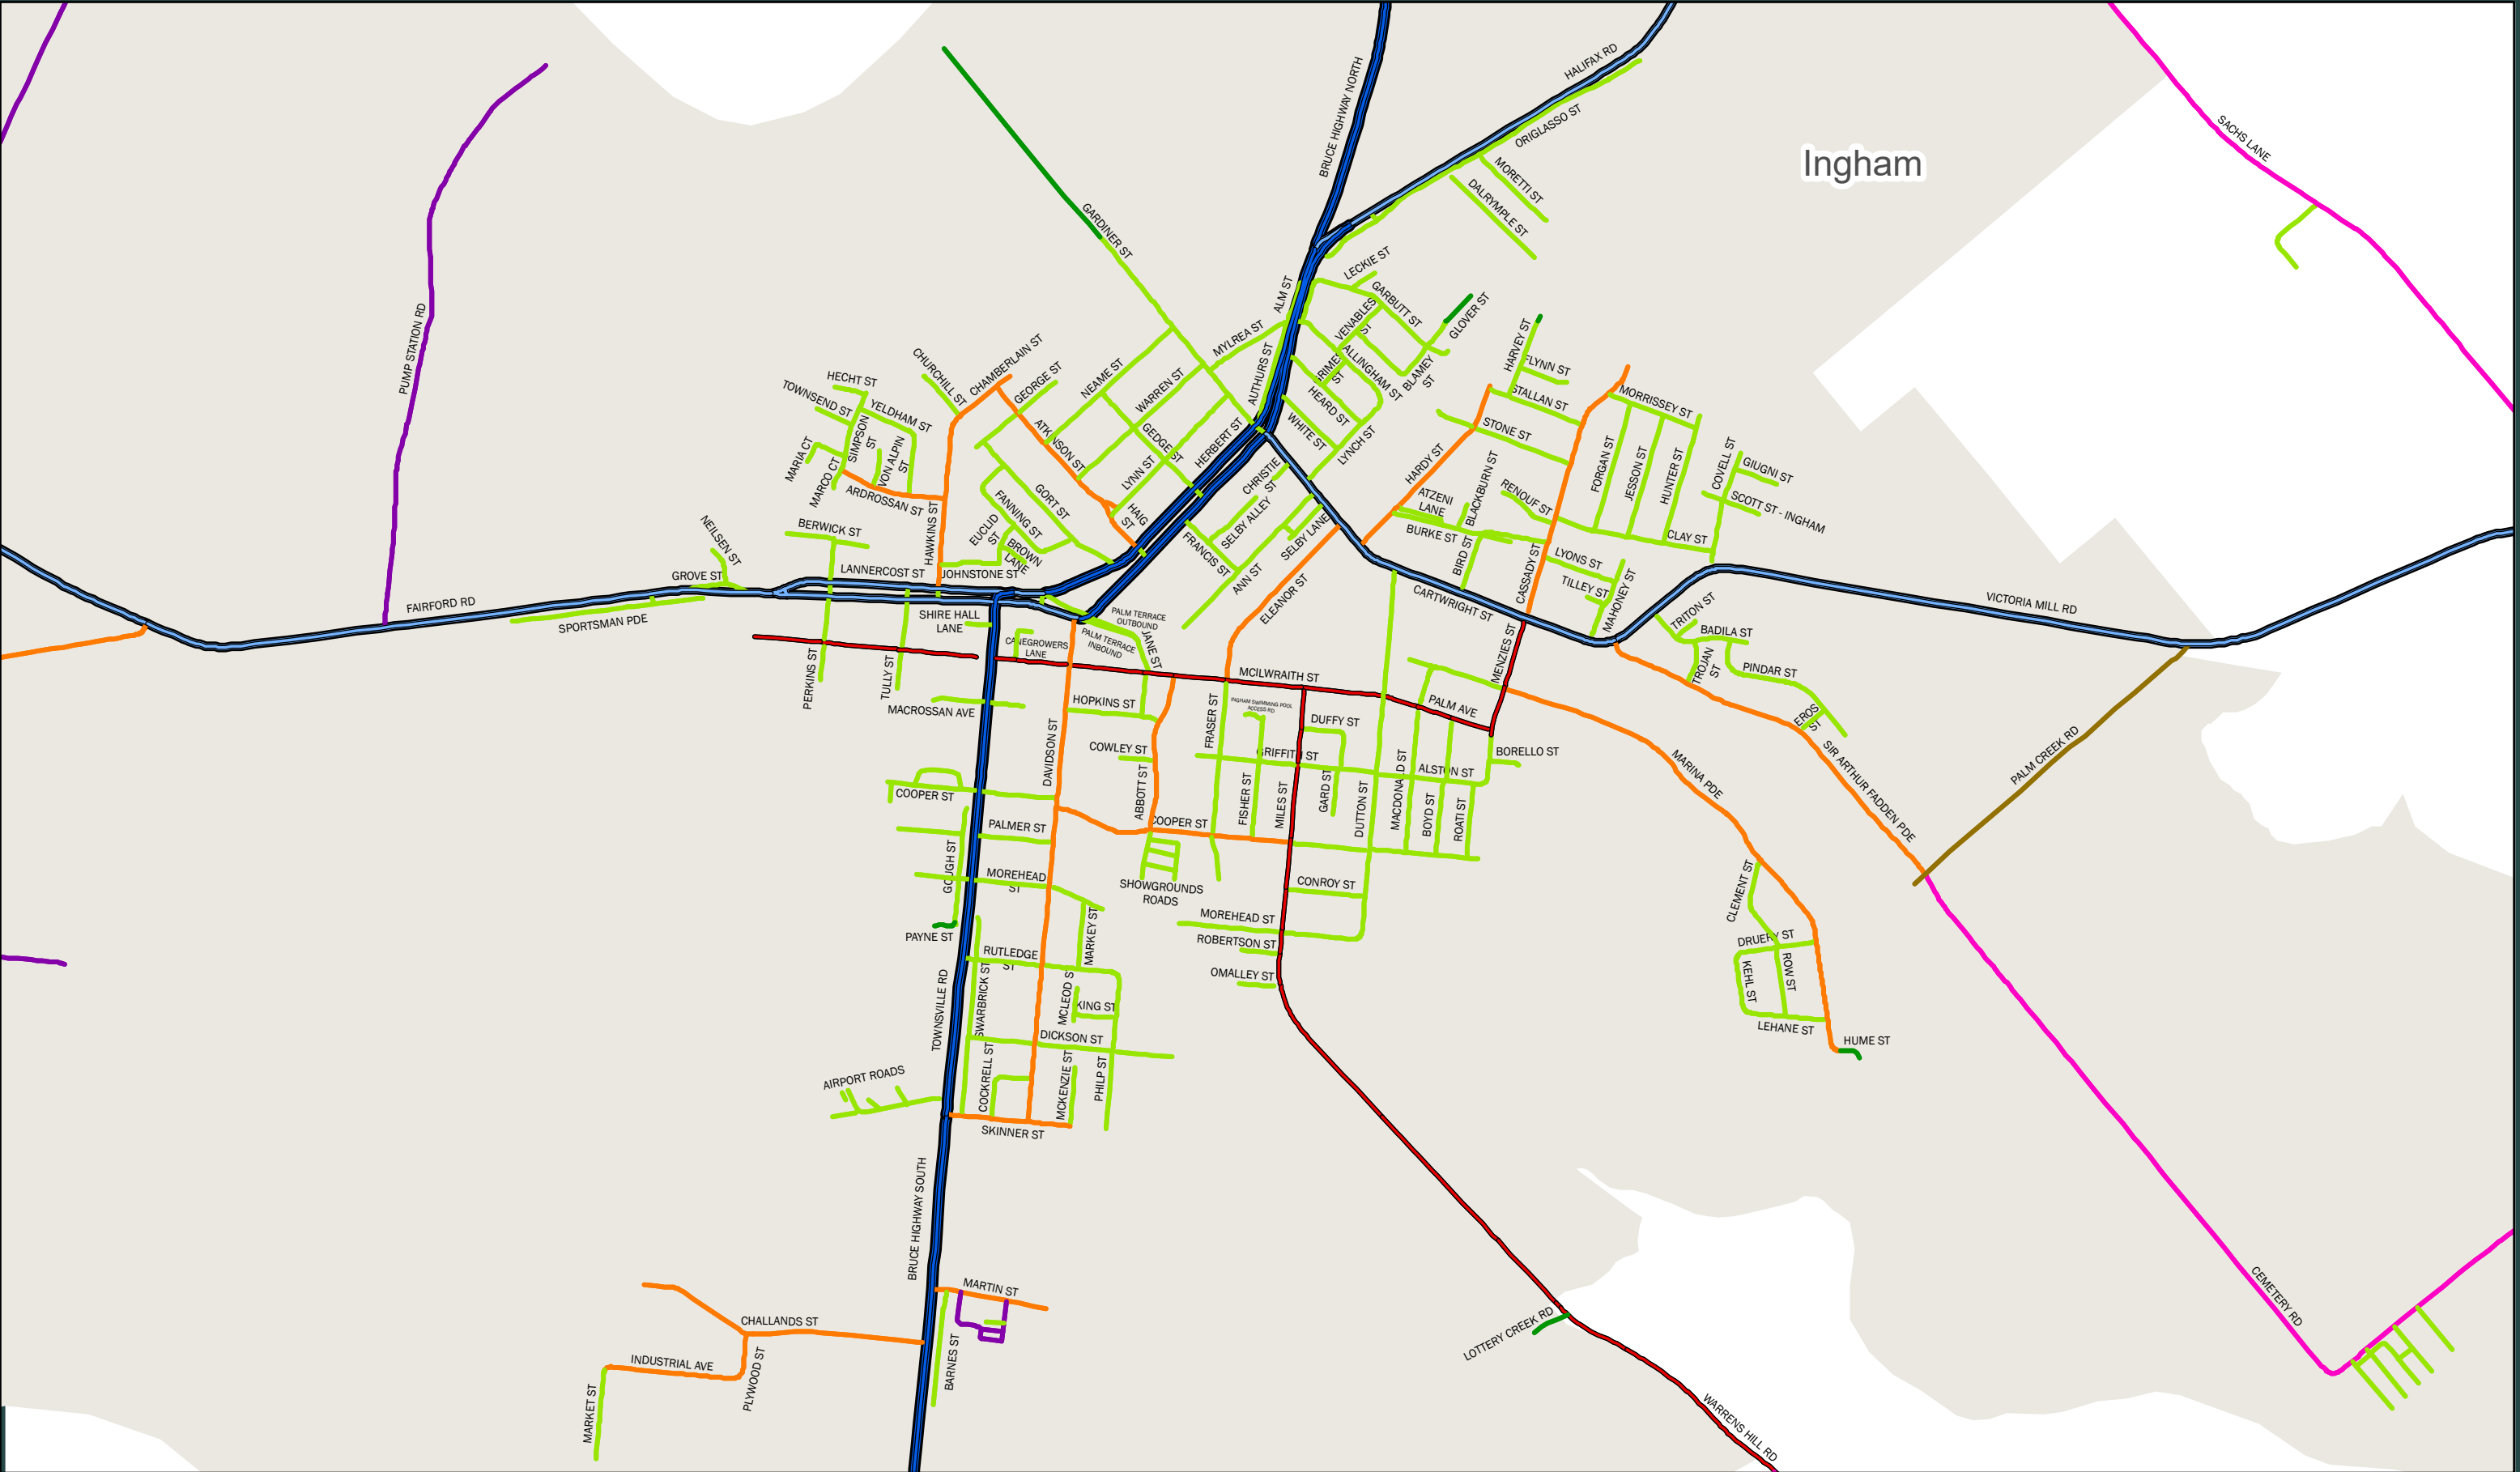 Ingham
BRUCE HIGHWAY NORTH
HALIFAX RD
ORIGLASSO ST
MORETTI ST
DALRYMPLE ST
SACHS LANE
GARDINER ST
PUMP STATION RD
ALM ST
LECKIE ST
GARBUTT ST
GLOVER ST
VENABLES
ST
ALLINGHAM ST
BLAMEY
ST
HEARD ST
WHITE ST
LYNCH ST
MYLREA ST
AUTHURS ST
HARVEY ST
FLYNN ST
STALLAN ST
STONE ST
MORRISSEY ST
HARDY ST
CHURCHILL ST
CHAMBERLAIN ST
GEORGE ST
NEAME ST
WARREN ST
GEDGE ST
HERBERT ST
LYNN ST
ATKINSON ST
HAIG
ST
GORT ST
FANNING ST
EUCLID
ST
BROWN
LANE
HECHT ST
TOWNSEND ST
YELDHAM ST
SIMPSON
ST
VON ALPIN
ST
MARIA CT
MARCO CT
ARDROSSAN ST
HAWKINS ST
BERWICK ST
NEILSEN ST
GROVE ST
LANNERCOST ST
JOHNSTONE ST
FAIRFORD RD
SPORTSMAN PDE
SHIRE HALL
LANE
CANEGROWERS
LANE
PALM TERRACE
OUTBOUND
PALM TERRACE
INBOUND
JANE ST
CHRISTIE
ST
SELBY ALLEY
SELBY LANE
FRANCIS ST
ANN ST
ELEANOR ST
ATZENI
LANE
BLACKBURN ST
RENOUF ST
BURKE ST
BIRD ST
CASSADY ST
FORGAN ST
JESSON ST
HUNTER ST
COVELL ST
GIUGNI ST
SCOTT ST - INGHAM
CLAY ST
LYONS ST
TILLEY ST
MAHONEY ST
CARTWRIGHT ST
VICTORIA MILL RD
TRITON ST
BADILA ST
TROJAN
ST
PINDAR ST
EROS
ST
SIR ARTHUR FADDEN PDE
PALM CREEK RD
PERKINS ST
TULLY ST
MACROSSAN AVE
HOPKINS ST
COWLEY ST
DAVIDSON ST
ABBOTT ST
MCILWRAITH ST
MENZIES ST
PALM AVE
FRASER ST
INGHAM SWIMMING POOL
ACCESS RD
DUFFY ST
GRIFFITH ST
FISHER ST
MILES ST
GARD ST
DUTTON ST
MACDONALD ST
ALSTON ST
BOYD ST
ROATI ST
BORELLO ST
MARINA PDE
COOPER ST
PALMER ST
COOPER ST
GOUGH ST
MOREHEAD
ST
SHOWGROUNDS
ROADS
CONROY ST
MOREHEAD ST
ROBERTSON ST
OMALLEY ST
PAYNE ST
MARKEY ST
RUTLEDGE
ST
SWARBRICK ST
MCLEOD ST
KING ST
DICKSON ST
TOWNSVILLE RD
COCKRELL ST
MCKENZIE ST
PHILP ST
AIRPORT ROADS
SKINNER ST
CLEMENT ST
DRUERY ST
KEHL ST
ROW ST
LEHANE ST
HUME ST
BRUCE HIGHWAY SOUTH
MARTIN ST
BARNES ST
CHALLANDS ST
INDUSTRIAL AVE
PLYWOOD ST
MARKET ST
LOTTERY CREEK RD
WARRENS HILL RD
CEMETERY RD